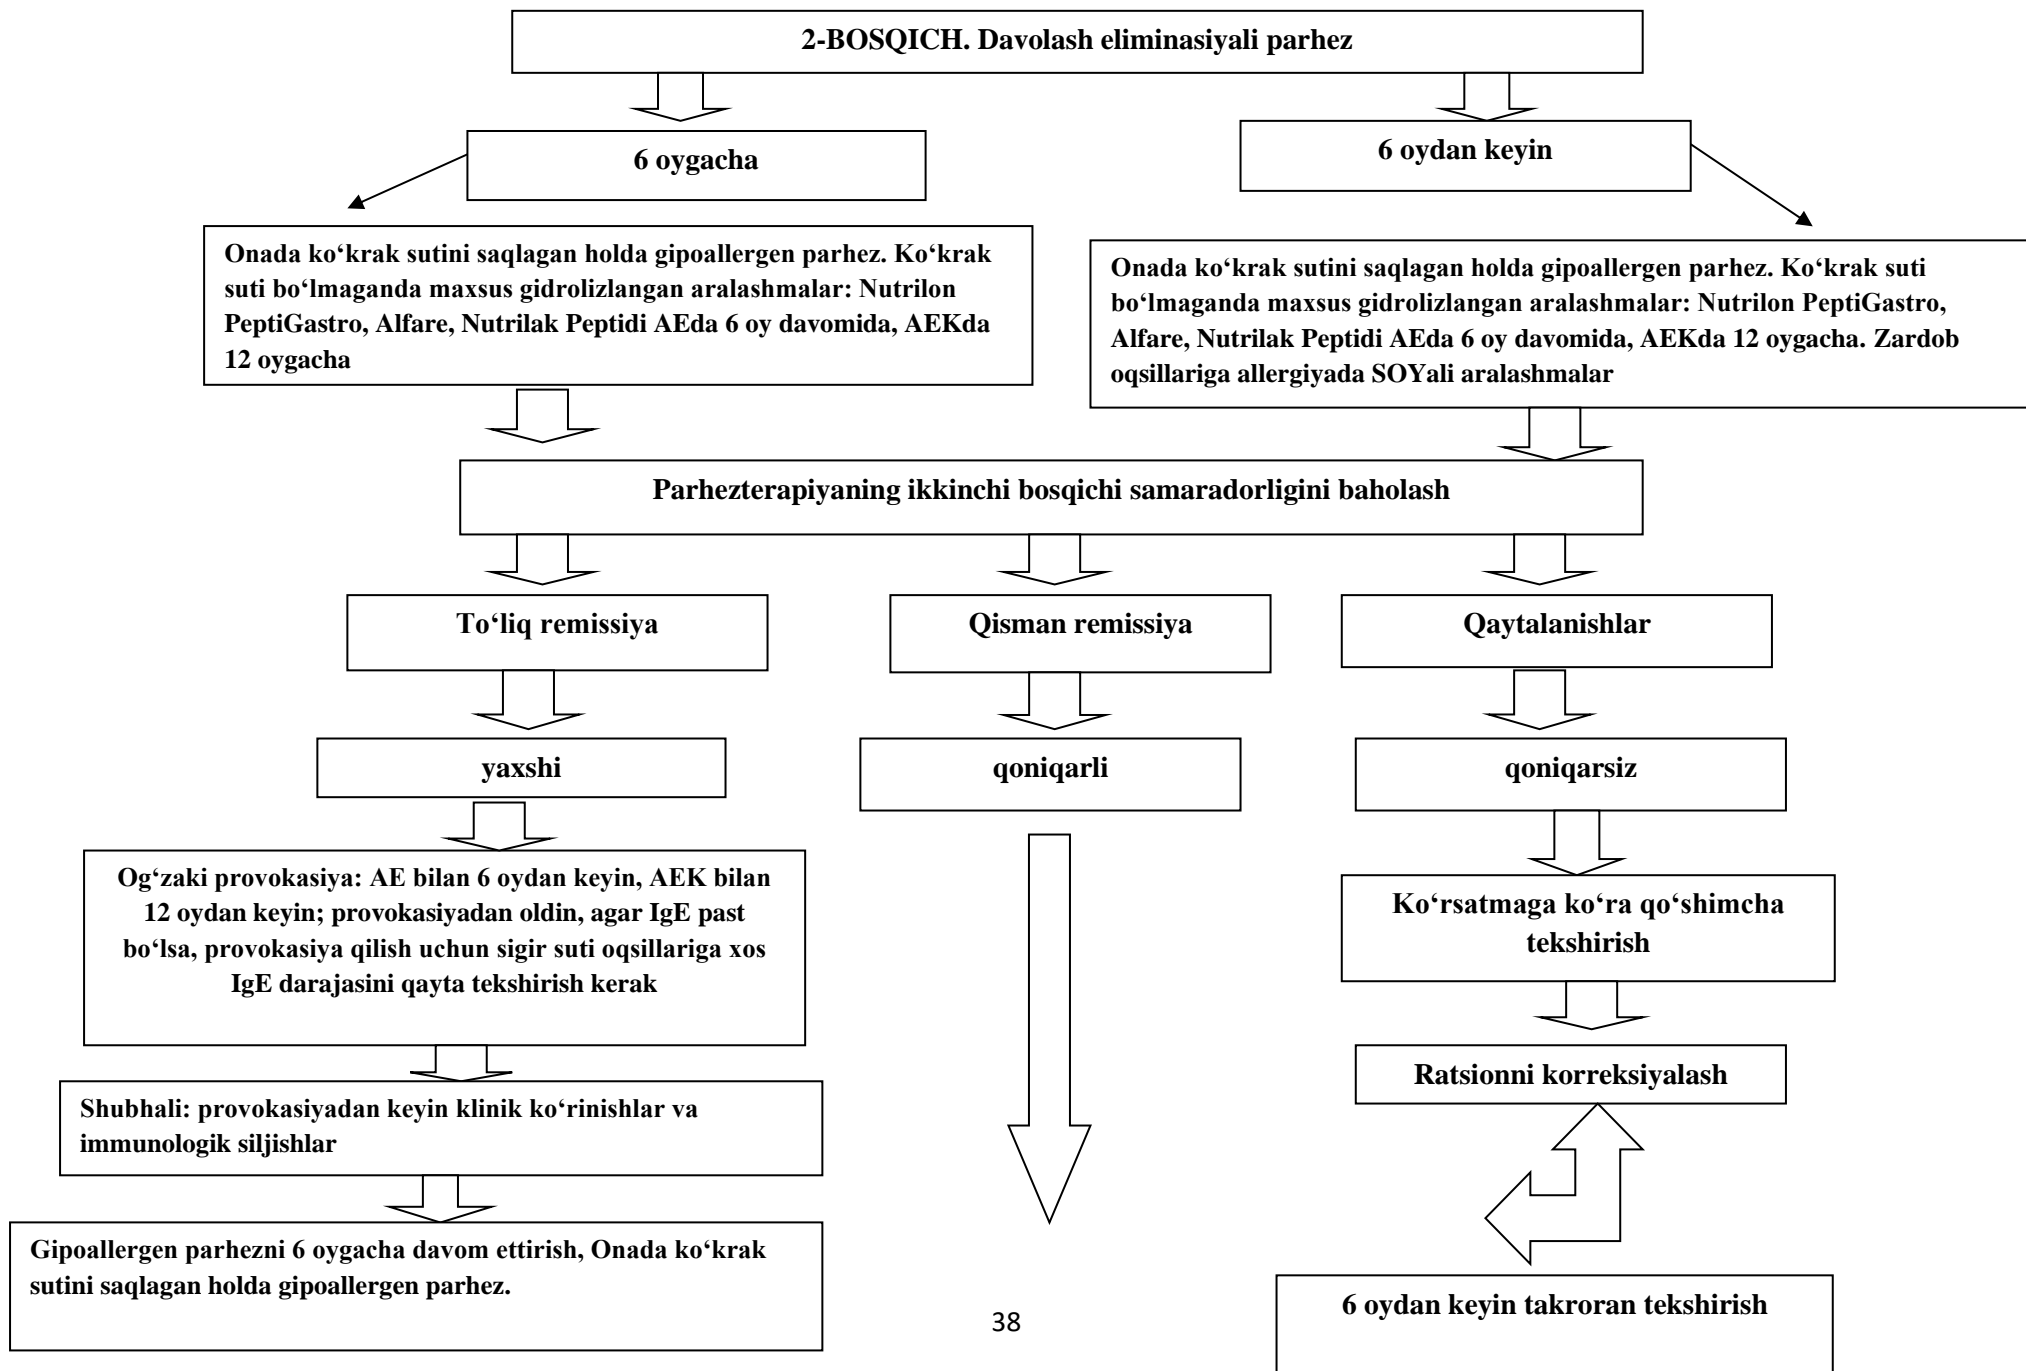 2-BOSQICH. Davolash eliminasiyali parhez
6 oygacha
6 oydan keyin
Onada ko‘krak sutini saqlagan holda gipoallergen parhez. Ko‘krak
suti bo‘lmaganda maxsus gidrolizlangan aralashmalar: Nutrilon
PeptiGastro, Alfare, Nutrilak Peptidi AEda 6 oy davomida, AEKda
12 oygacha
Onada ko‘krak sutini saqlagan holda gipoallergen parhez. Ko‘krak suti
bo‘lmaganda maxsus gidrolizlangan aralashmalar: Nutrilon PeptiGastro,
Alfare, Nutrilak Peptidi AEda 6 oy davomida, AEKda 12 oygacha. Zardob
oqsillariga allergiyada SOYali aralashmalar
Parhezterapiyaning ikkinchi bosqichi samaradorligini baholash
To‘liq remissiya
Qisman remissiya
Qaytalanishlar
yaxshi
qoniqarli
qoniqarsiz
Og‘zaki provokasiya: AE bilan 6 oydan keyin, AEK bilan
12 oydan keyin; provokasiyadan oldin, agar IgE past
bo‘lsa, provokasiya qilish uchun sigir suti oqsillariga xos
IgE darajasini qayta tekshirish kerak
Ko‘rsatmaga ko‘ra qo‘shimcha
tekshirish
Ratsionni korreksiyalash
Shubhali: provokasiyadan keyin klinik ko‘rinishlar va
immunologik siljishlar
Gipoallergen parhezni 6 oygacha davom ettirish, Onada ko‘krak
sutini saqlagan holda gipoallergen parhez.
6 oydan keyin takroran tekshirish
38